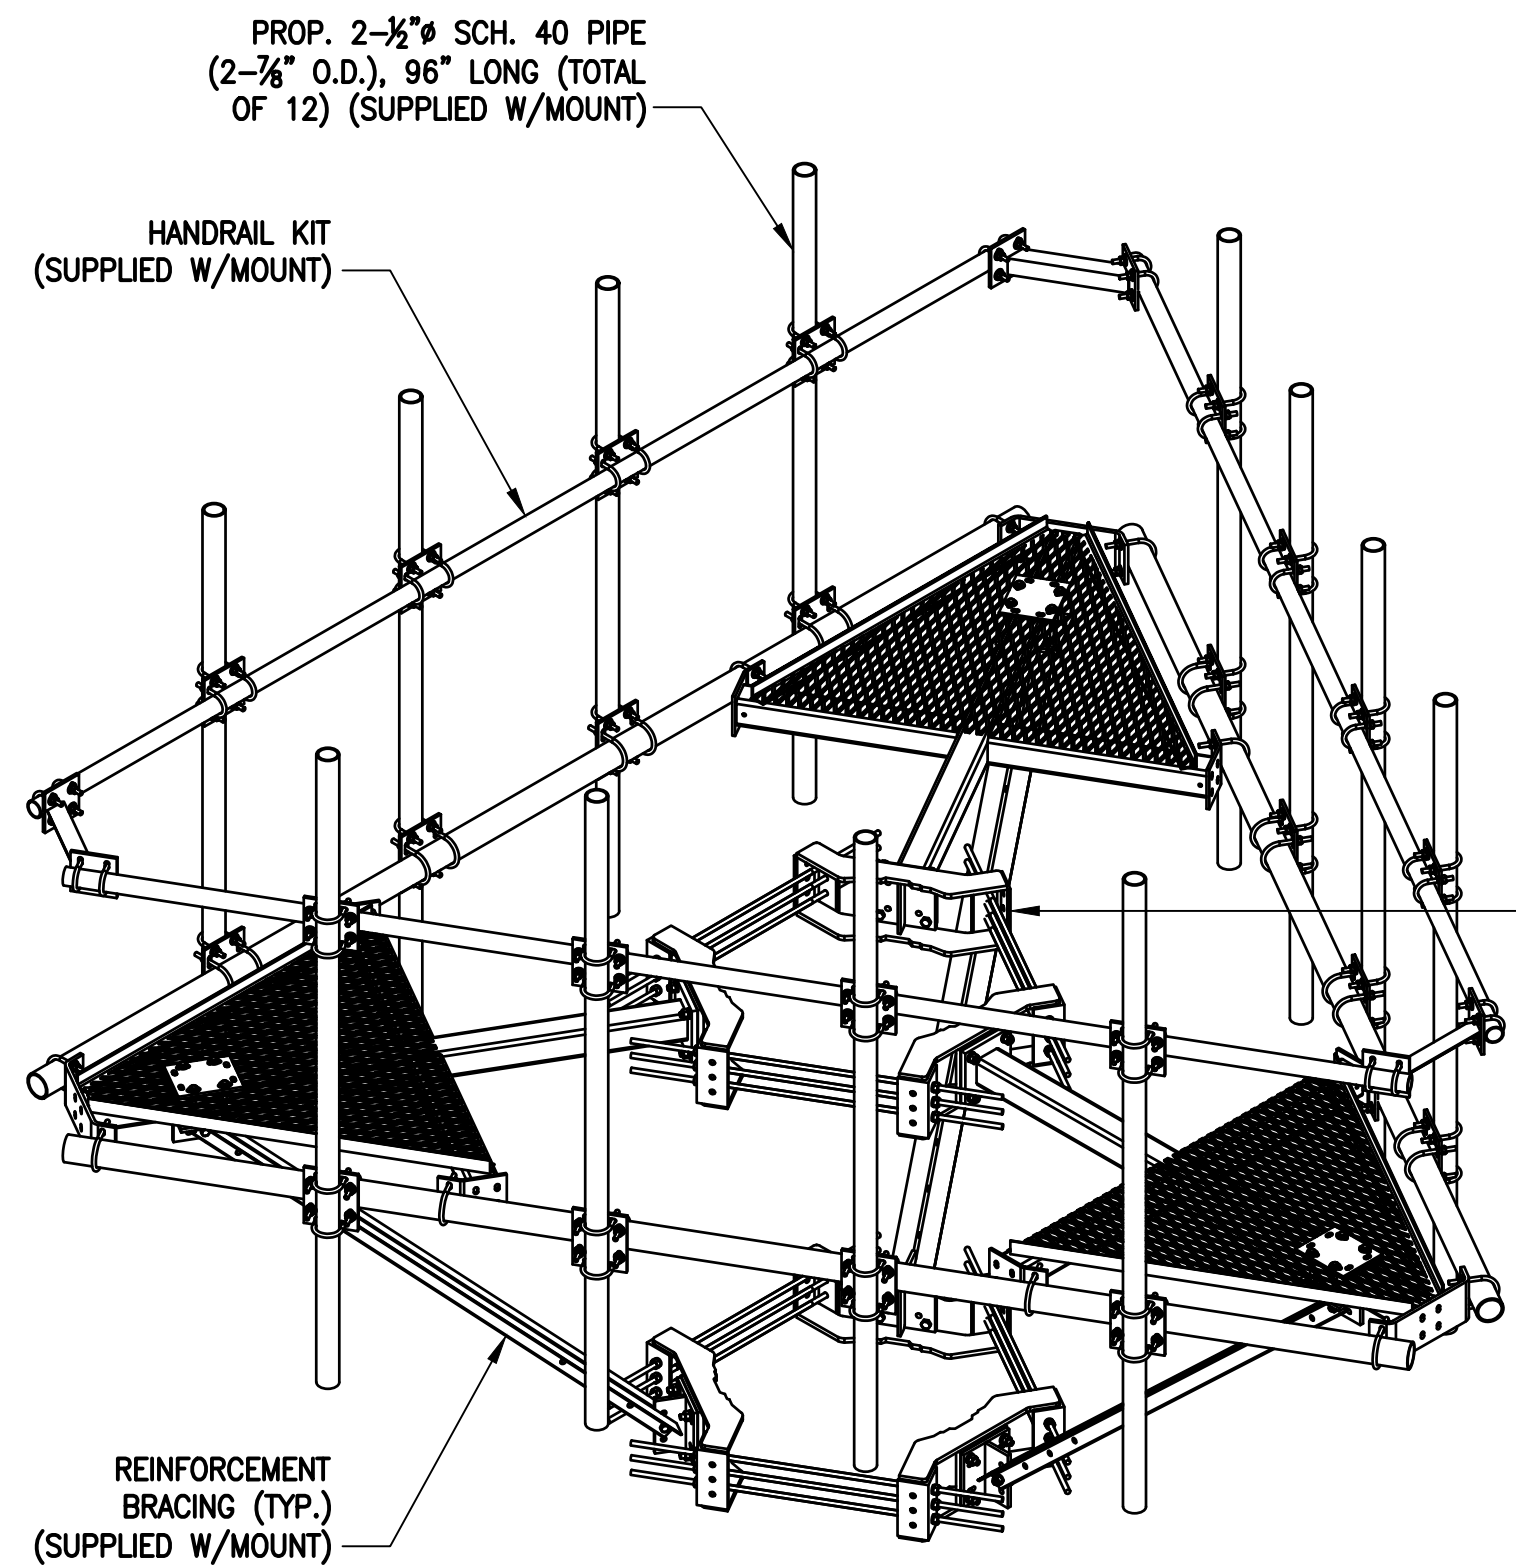 PROP. 2-½"ø SCH. 40 PIPE
(2-⅞" O.D.), 96" LONG (TOTAL
OF 12) (SUPPLIED W/MOUNT)
HANDRAIL KIT
(SUPPLIED W/MOUNT)
REINFORCEMENT
BRACING (TYP.)
(SUPPLIED W/MOUNT)